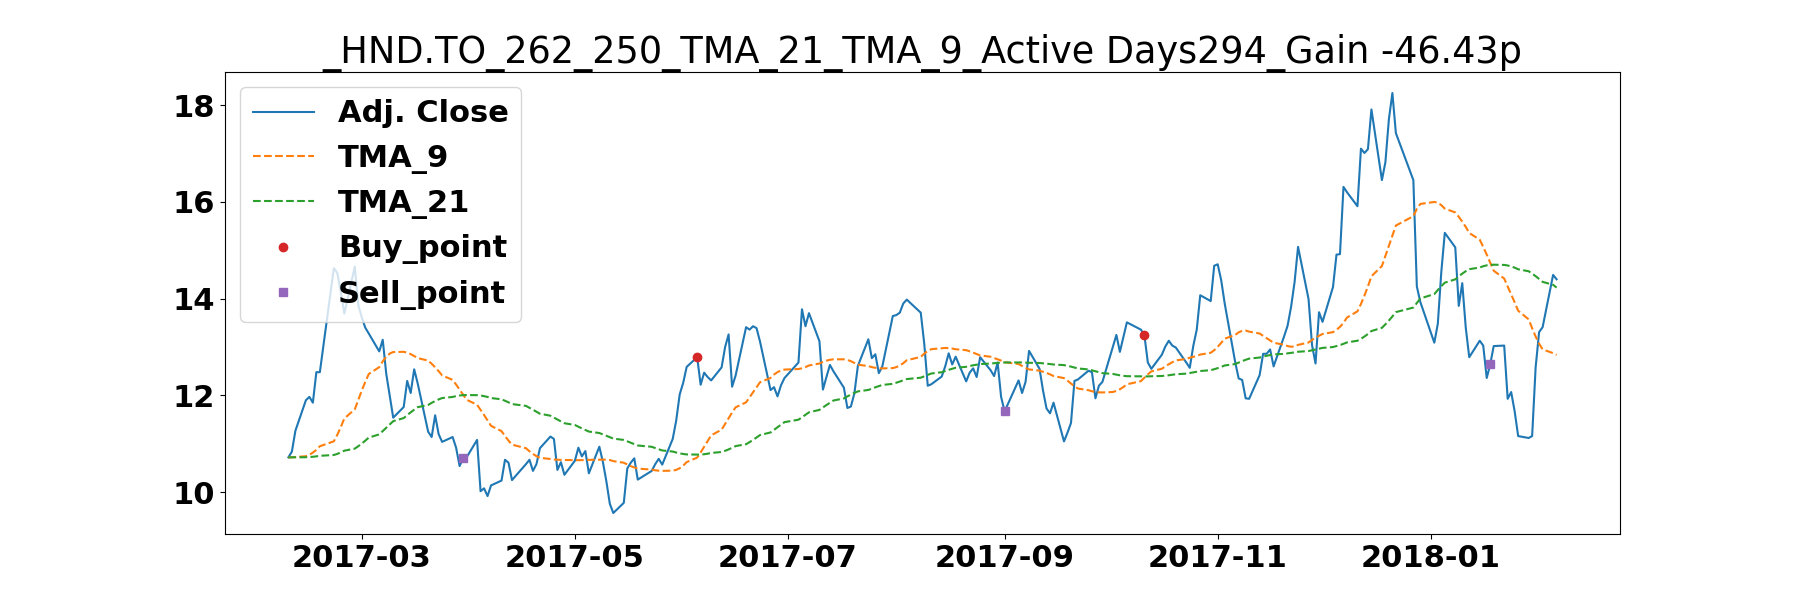 _HND.TO_262_250_TMA_21_TMA_9_Active Days294_Gain -46.43p
18
16
14
12
10
Adj. Close
TMA_9
TMA_21
Buy_point
Sell_point
2017-03 2017-05 2017-07 2017-09 2017-11 2018-01